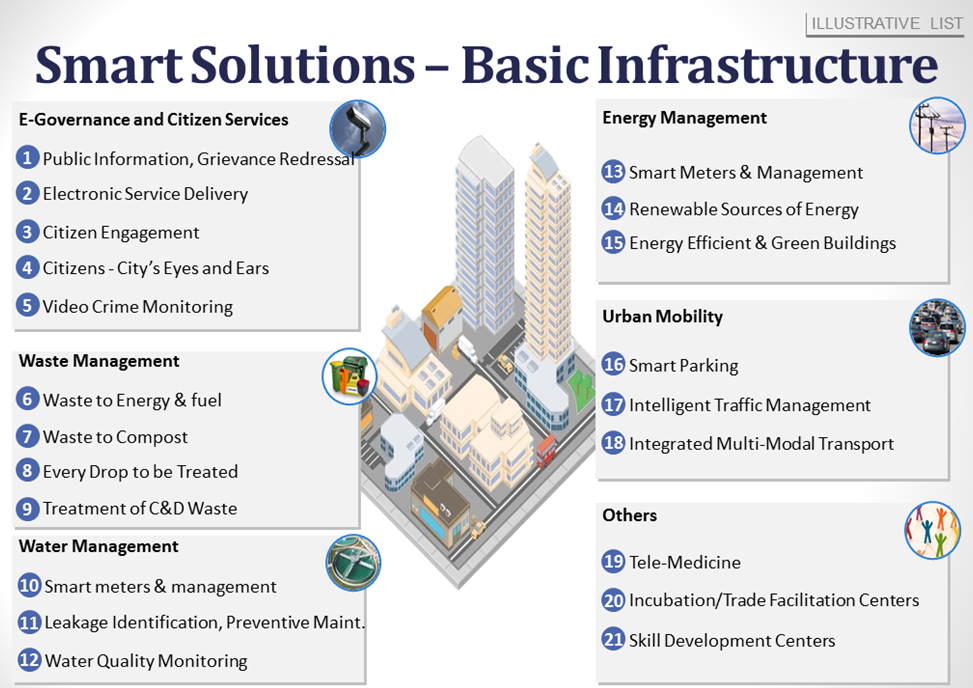 ILLUSTRATIVE LIST
Smart Solutions – Basic Infrastructure
E-Governance and Citizen Services
1 Public Information, Grievance Redressal
2 Electronic Service Delivery
3 Citizen Engagement
4 Citizens - City's Eyes and Ears
5 Video Crime Monitoring
Waste Management
6 Waste to Energy & fuel
7 Waste to Compost
8 Every Drop to be Treated
9 Treatment of C&D Waste
Water Management
10 Smart meters & management
11 Leakage Identification, Preventive Maint.
12 Water Quality Monitoring
Energy Management
13 Smart Meters & Management
14 Renewable Sources of Energy
15 Energy Efficient & Green Buildings
Urban Mobility
16 Smart Parking
17 Intelligent Traffic Management
18 Integrated Multi-Modal Transport
Others
19 Tele-Medicine
20 Incubation/Trade Facilitation Centers
21 Skill Development Centers